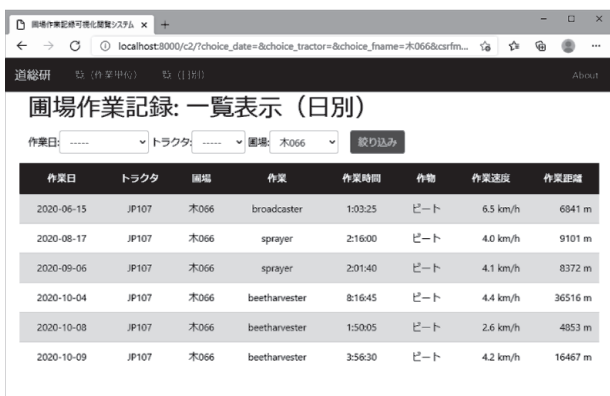 圃場作業記録可視化閲覧システム
localhost:8000/c2/?choice_date=&choice_tractor=&choice_fname=木066&csrfm...
道総研 About
圃場作業記録: 一覧表示（日別）
作業日: ----- トラクタ: ----- 圃場: 木066 絞り込み
作業日 トラクタ 圃場 作業 作業時間 作物 作業速度 作業距離
2020-06-15 JP107 木066 broadcaster 1:03:25 ビート 6.5 km/h 6841 m
2020-08-17 JP107 木066 sprayer 2:16:00 ビート 4.0 km/h 9101 m
2020-09-06 JP107 木066 sprayer 2:01:40 ビート 4.1 km/h 8372 m
2020-10-04 JP107 木066 beetharvester 8:16:45 ビート 4.4 km/h 36516 m
2020-10-08 JP107 木066 beetharvester 1:50:05 ビート 2.6 km/h 4853 m
2020-10-09 JP107 木066 beetharvester 3:56:30 ビート 4.2 km/h 16467 m